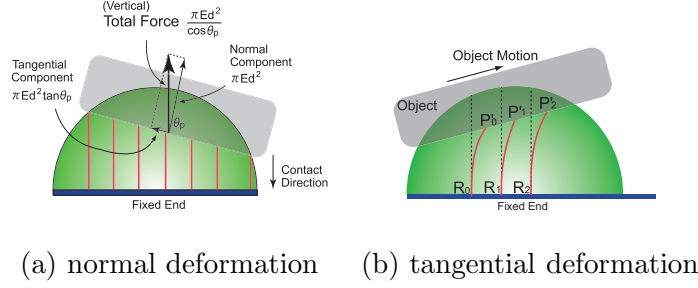 (Vertical)
Total Force πEd²/cosθp
Normal
Component
πEd²
Tangential
Component
πEd²tanθp
θp
Contact
Direction
Fixed End
(a) normal deformation
Object Motion
Object
P'0 P'1 P'2
R0 R1 R2
Fixed End
(b) tangential deformation